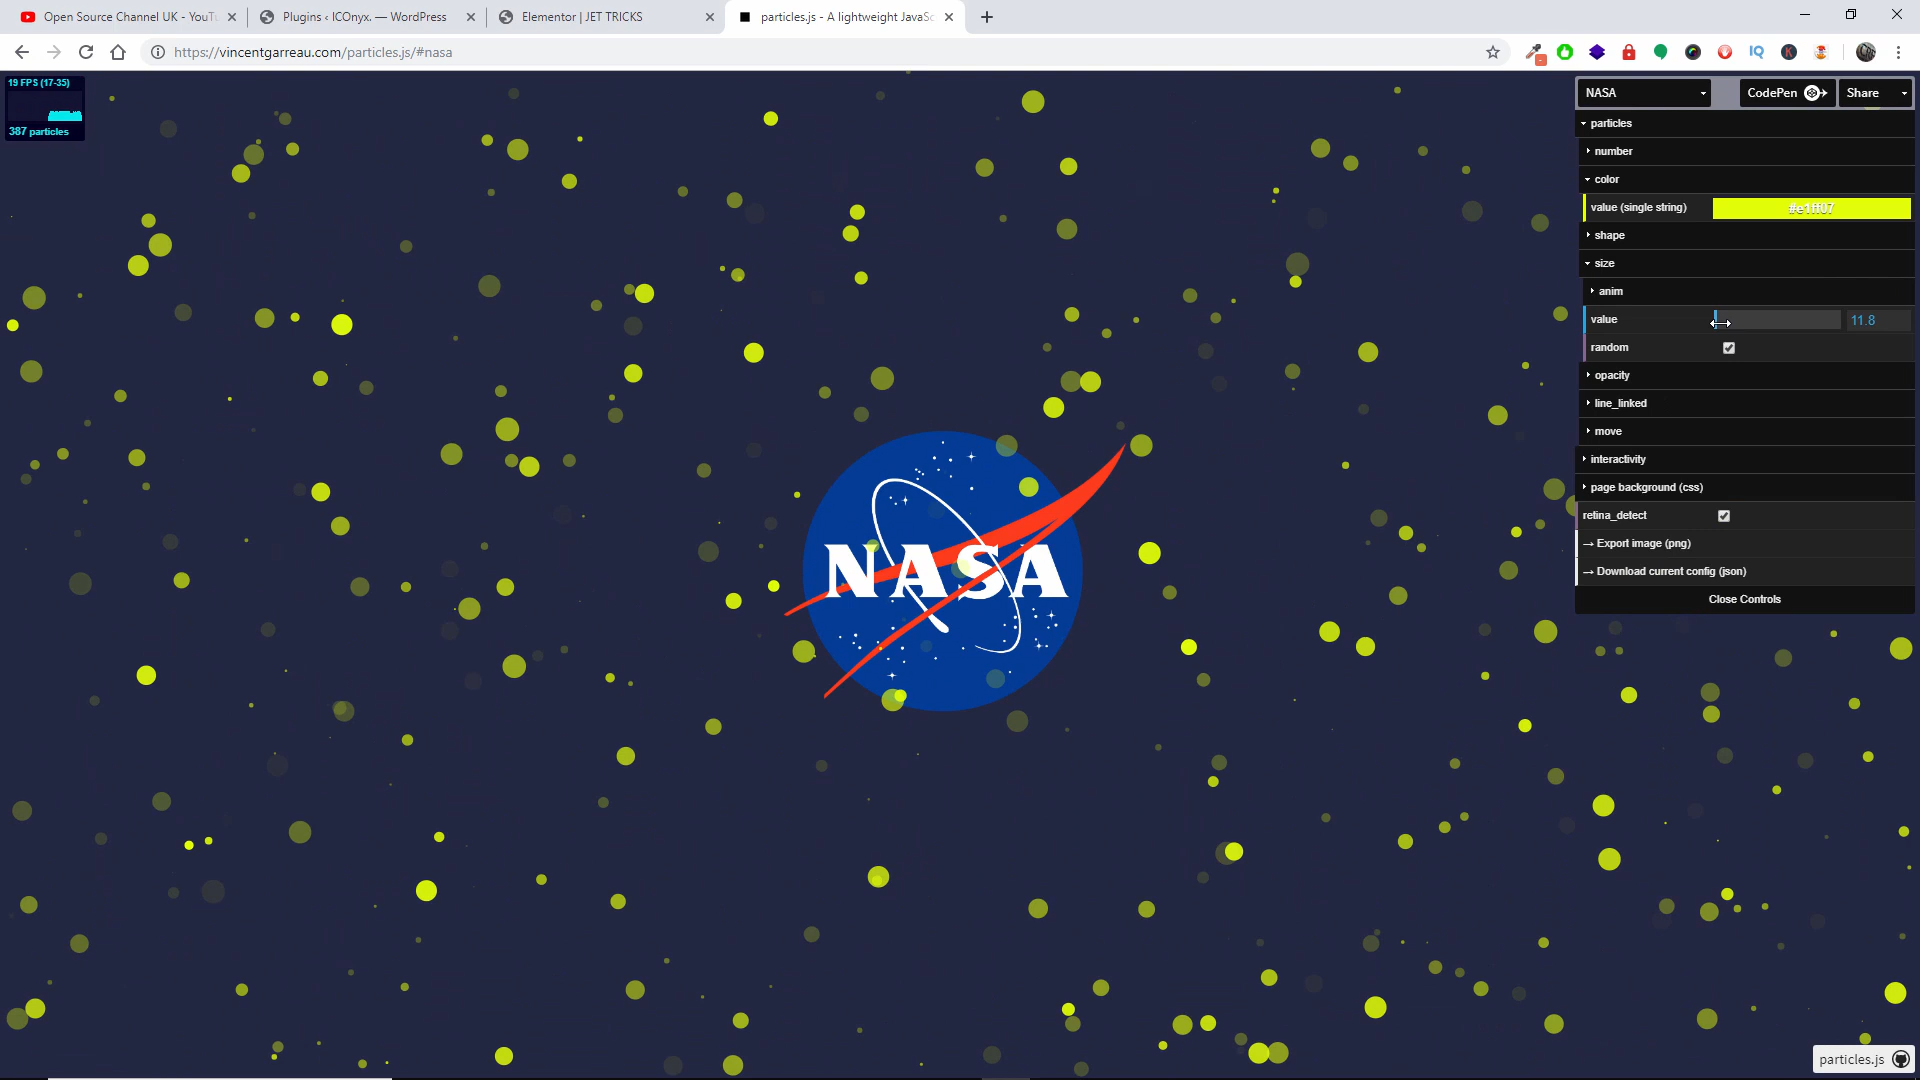 Open Source Channel UK - YouTu
Plugins ‹ ICOnyx. — WordPress
Elementor | JET TRICKS
particles.js - A lightweight JavaSc
https://vincentgarreau.com/particles.js/#nasa
IQ
K
19 FPS (17-35)
387 particles
NASA
CodePen
Share
particles
number
color
value (single string)
#e1ff07
shape
size
anim
value
11.8
random
opacity
line_linked
move
interactivity
page background (css)
retina_detect
→ Export image (png)
→ Download current config (json)
Close Controls
NASA
particles.js